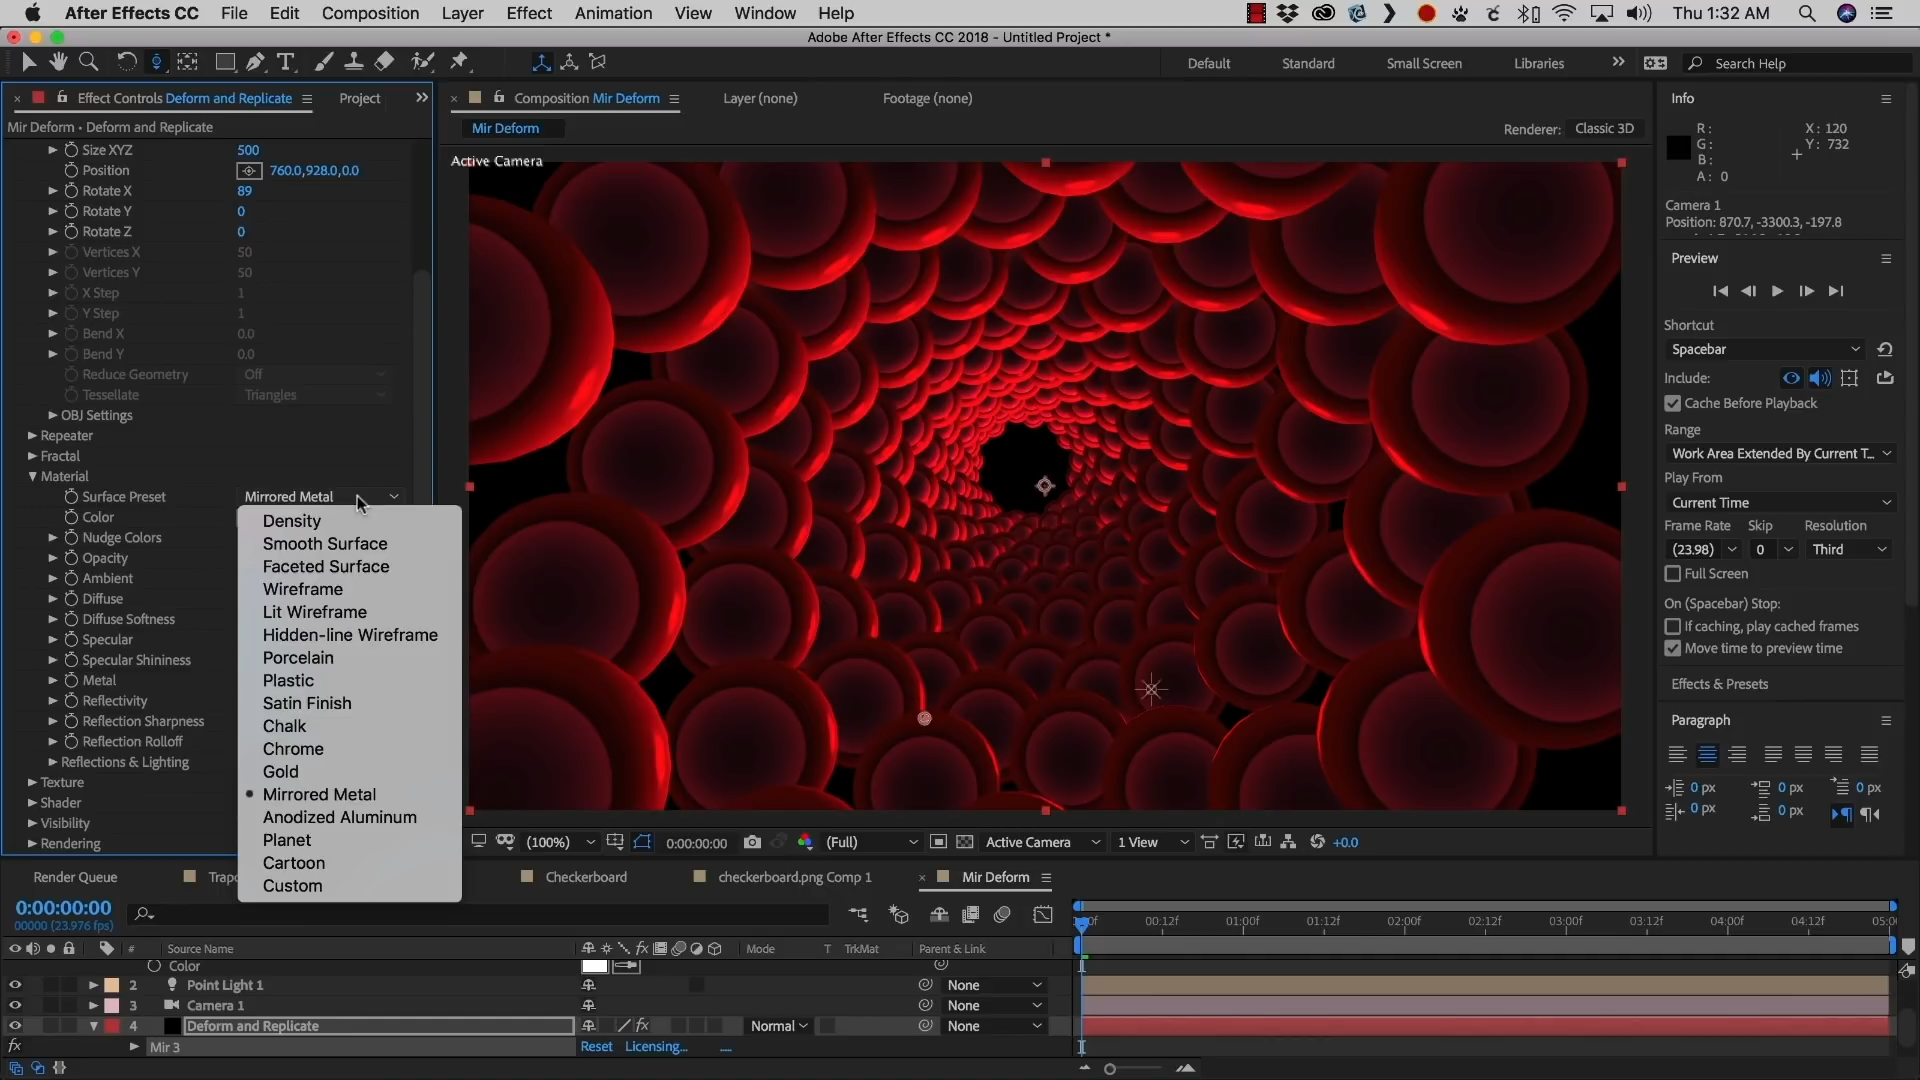 After Effects CC File Edit Composition Layer Effect Animation View Window Help Thu 1:32 AM
Adobe After Effects CC 2018 - Untitled Project *
Default Standard Small Screen Libraries Search Help
Effect Controls Deform and Replicate Project
Mir Deform • Deform and Replicate
Size XYZ 500
Position 760.0,928.0,0.0
Rotate X 89
Rotate Y 0
Rotate Z 0
Vertices X 50
Vertices Y 50
X Step 1
Y Step 1
Bend X 0.0
Bend Y 0.0
Reduce Geometry Off
Tessellate Triangles
OBJ Settings
Repeater
Fractal
Material
Surface Preset Mirrored Metal
Color
Nudge Colors
Opacity
Ambient
Diffuse
Diffuse Softness
Specular
Specular Shininess
Metal
Reflectivity
Reflection Sharpness
Reflection Rolloff
Reflections & Lighting
Texture
Shader
Visibility
Rendering
Density
Smooth Surface
Faceted Surface
Wireframe
Lit Wireframe
Hidden-line Wireframe
Porcelain
Plastic
Satin Finish
Chalk
Chrome
Gold
Mirrored Metal
Anodized Aluminum
Planet
Cartoon
Custom
Composition Mir Deform Layer (none) Footage (none)
Mir Deform
Renderer: Classic 3D
Active Camera
(100%) 0:00:00:00 (Full) Active Camera 1 View +0.0
Info
R:
G:
B:
A: 0
X: 120
Y: 732
Camera 1
Position: 870.7, -3300.3, -197.8
Preview
Shortcut
Spacebar
Include:
Cache Before Playback
Range
Work Area Extended By Current T...
Play From
Current Time
Frame Rate Skip Resolution
(23.98) 0 Third
Full Screen
On (Spacebar) Stop:
If caching, play cached frames
Move time to preview time
Effects & Presets
Paragraph
0 px 0 px 0 px
0 px 0 px
Render Queue Trapc Checkerboard checkerboard.png Comp 1 Mir Deform
0:00:00:00
00000 (23.976 fps)
00f 00:12f 01:00f 01:12f 02:00f 02:12f 03:00f 03:12f 04:00f 04:12f 05:00
# Source Name Mode T TrkMat Parent & Link
Color
2 Point Light 1 None
3 Camera 1 None
4 Deform and Replicate Normal None
fx Mir 3 Reset Licensing...